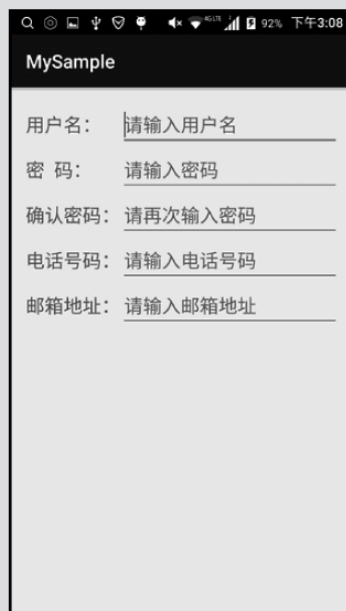 4G LTE 92% 下午3:08
MySample
用户名： 请输入用户名
密 码： 请输入密码
确认密码： 请再次输入密码
电话号码： 请输入电话号码
邮箱地址： 请输入邮箱地址